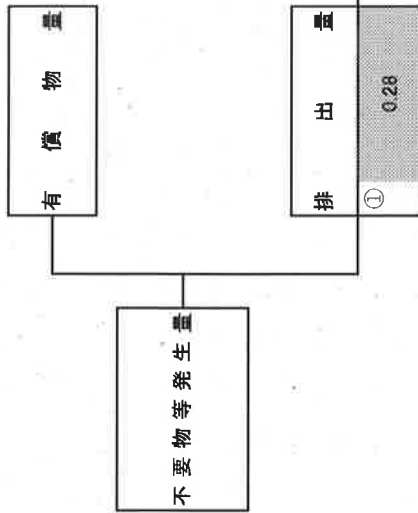 有償物量
不要物等発生量
排出量
①
0.28